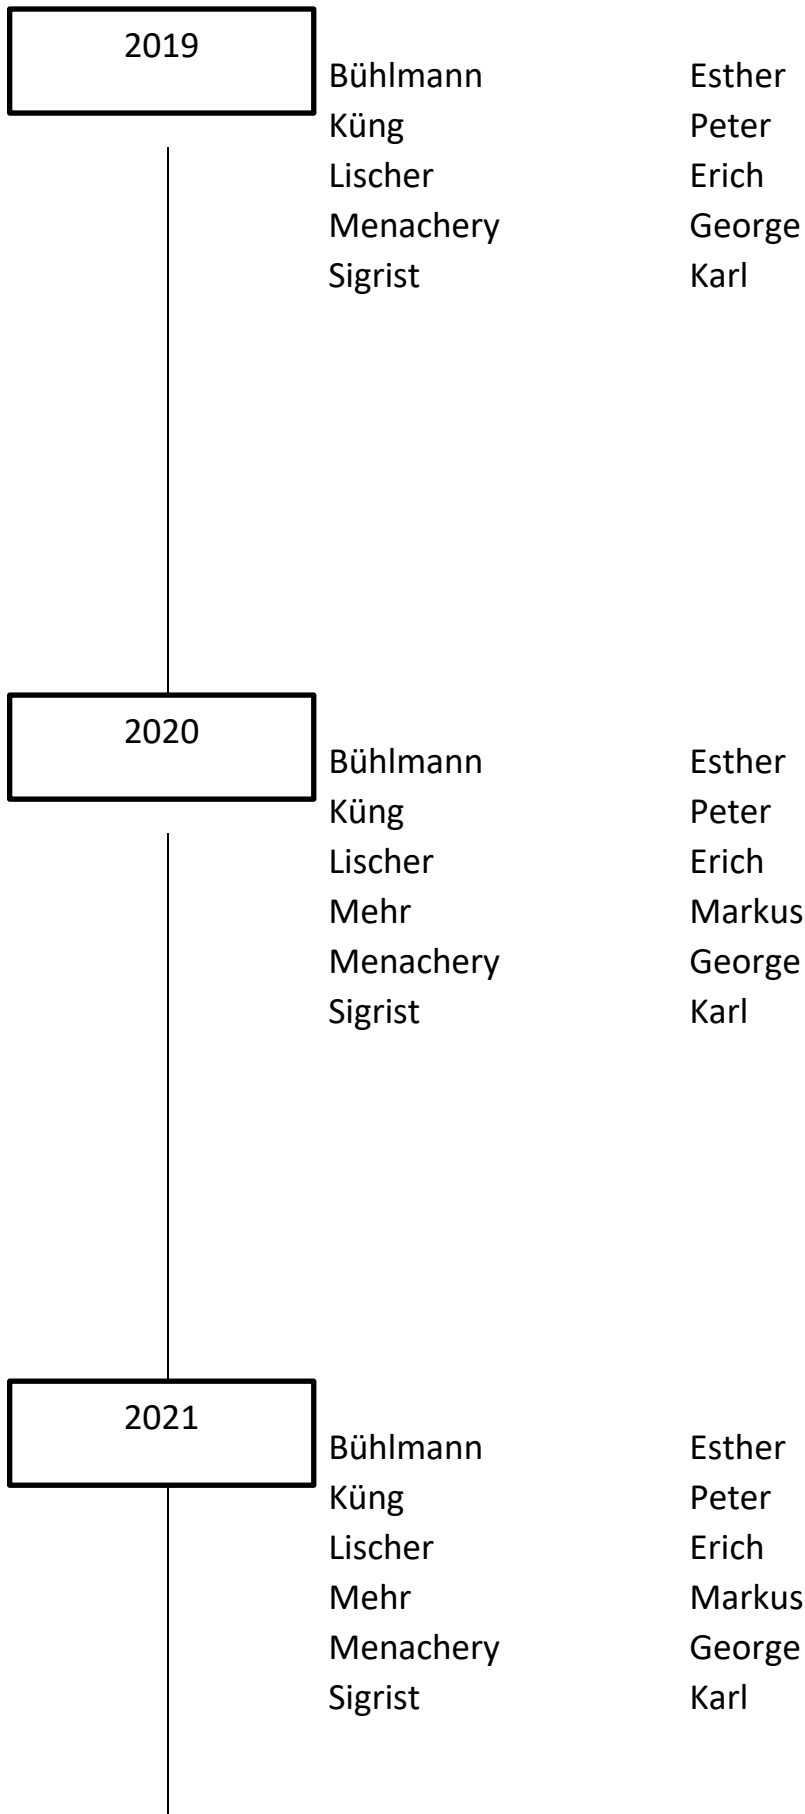 2019
Bühlmann Esther
Küng Peter
Lischer Erich
Menachery George
Sigrist Karl
2020
Bühlmann Esther
Küng Peter
Lischer Erich
Mehr Markus
Menachery George
Sigrist Karl
2021
Bühlmann Esther
Küng Peter
Lischer Erich
Mehr Markus
Menachery George
Sigrist Karl